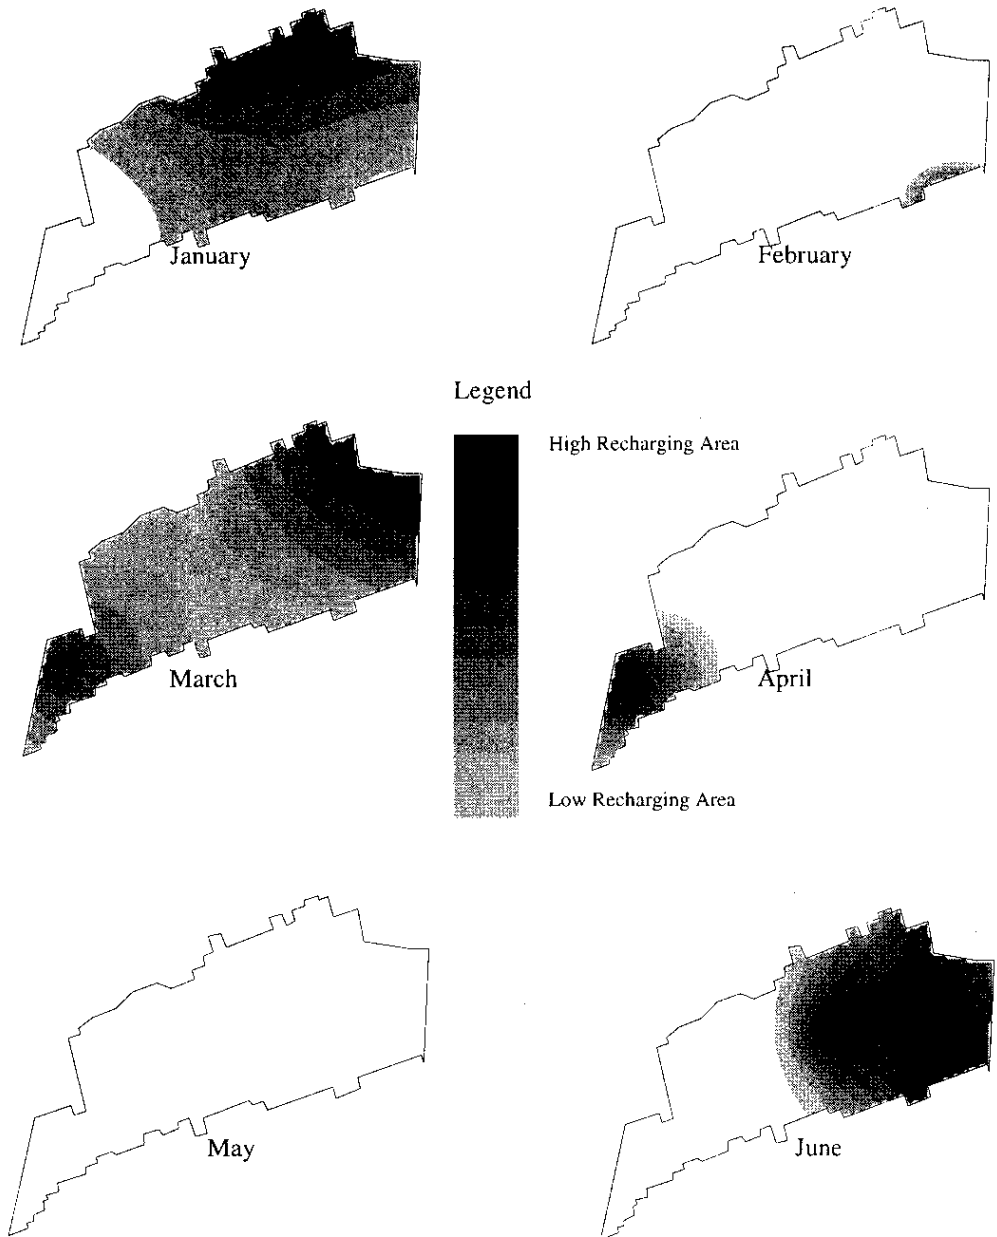 January
February
Legend
High Recharging Area
March
April
Low Recharging Area
May
June